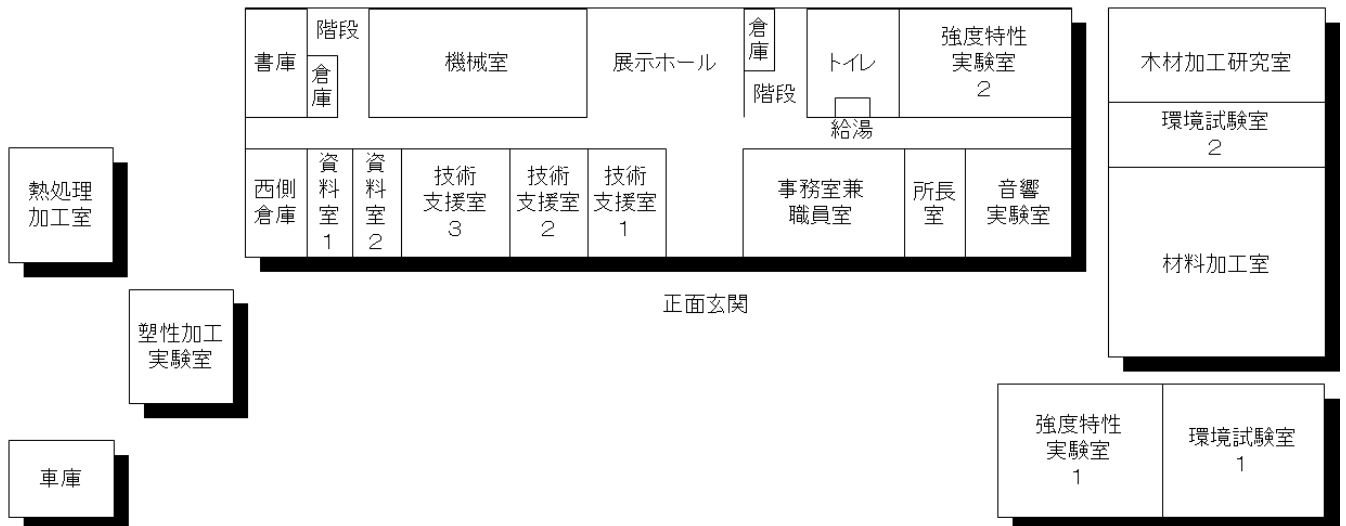 書庫
階段
倉庫
機械室
展示ホール
倉庫
階段
トイレ
給湯
強度特性
実験室
2
木材加工研究室
環境試験室
2
材料加工室
熱処理
加工室
西側
倉庫
資料室1
資料室2
技術
支援室
3
技術
支援室
2
技術
支援室
1
事務室兼
職員室
所長
室
音響
実験室
正面玄関
塑性加工
実験室
車庫
強度特性
実験室
1
環境試験室
1